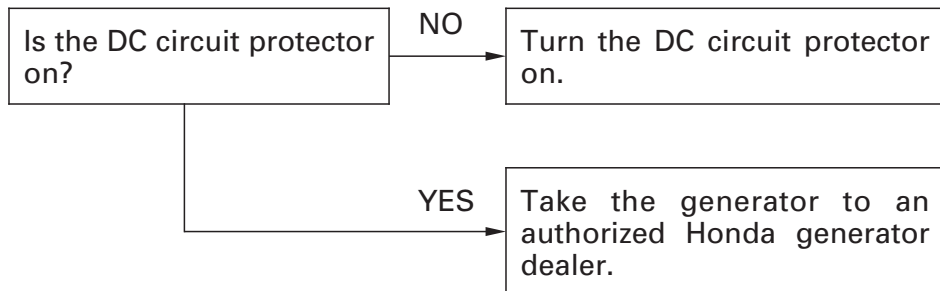 Is the DC circuit protector
on?
NO
Turn the DC circuit protector
on.
YES
Take the generator to an
authorized Honda generator
dealer.